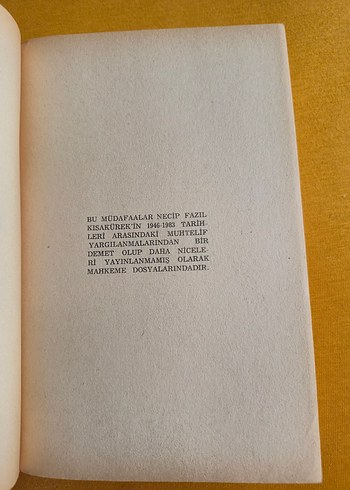 BU MÜDAFAALAR NECİP FAZIL
KISAKÜREK'İN 1946-1983 TARİH-
LERİ ARASINDAKİ MUHTELİF
YARGILANMALARINDAN BİR
DEMET OLUP DAHA NİCELE-
Rİ YAYINLANMAMIŞ OLARAK
MAHKEME DOSYALARINDADIR.